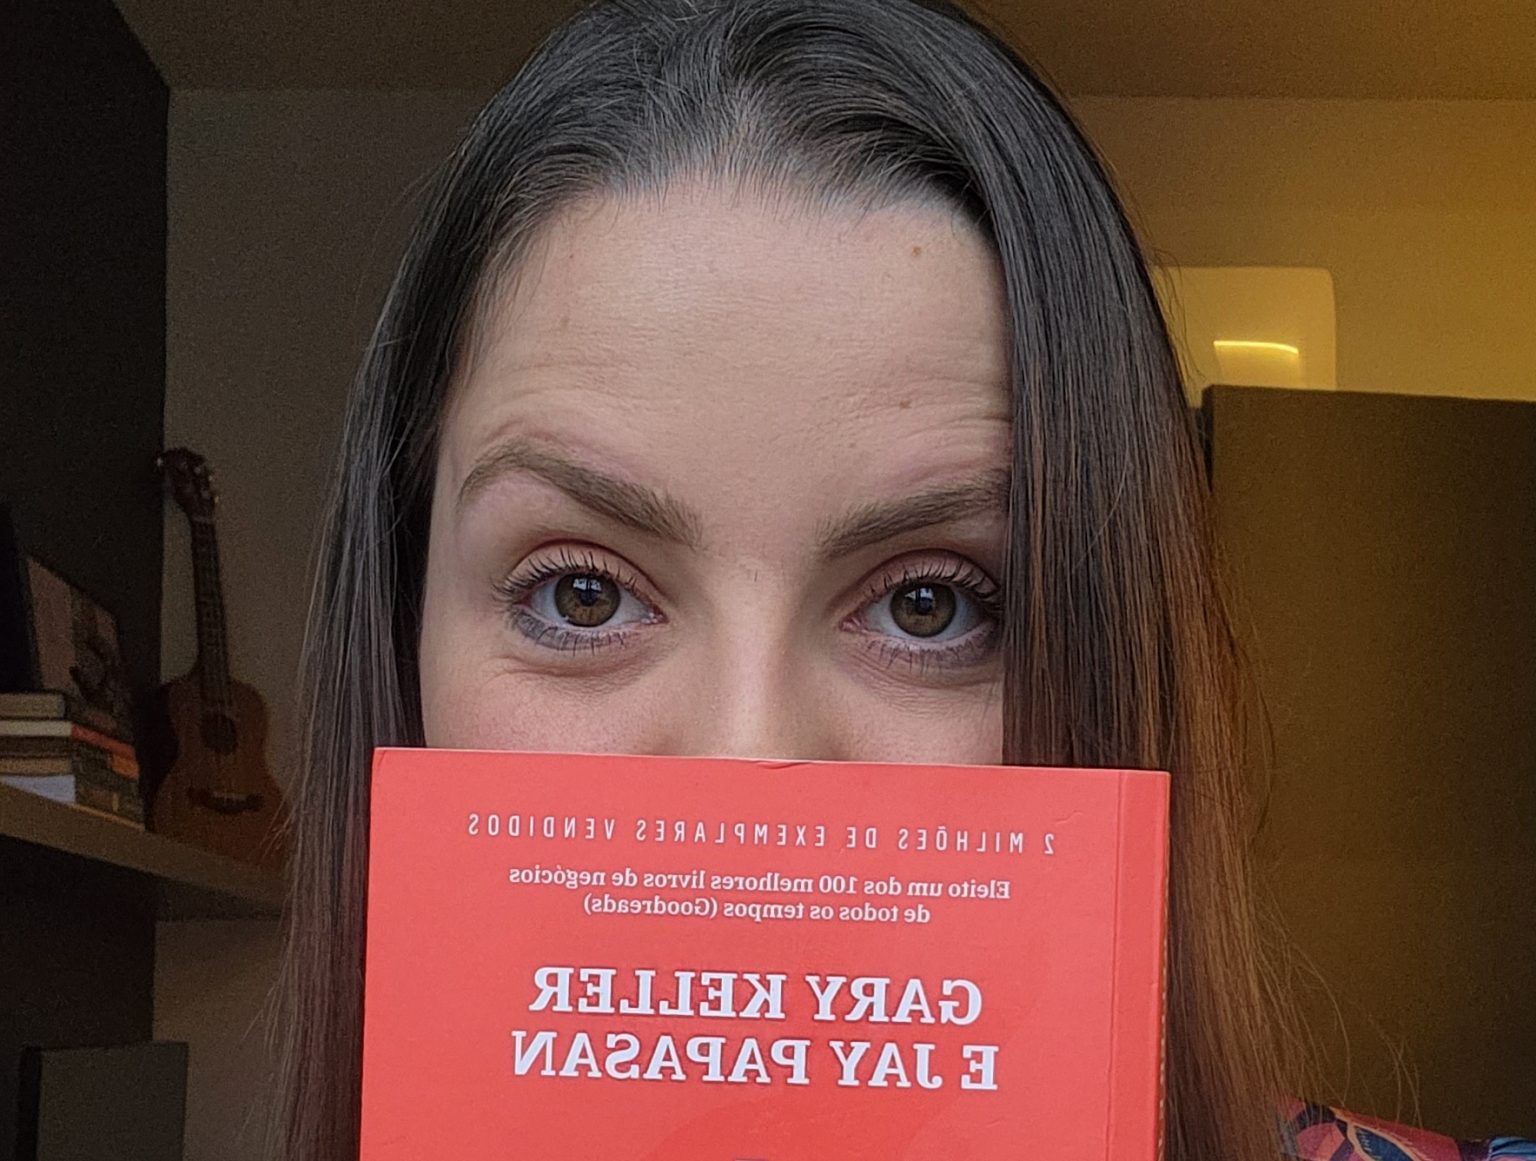 2 MILHÕES DE EXEMPLARES VENDIDOS
Eleito um dos 100 melhores livros de negócios
de todos os tempos (Goodreads)
GARY KELLER
E JAY PAPASAN